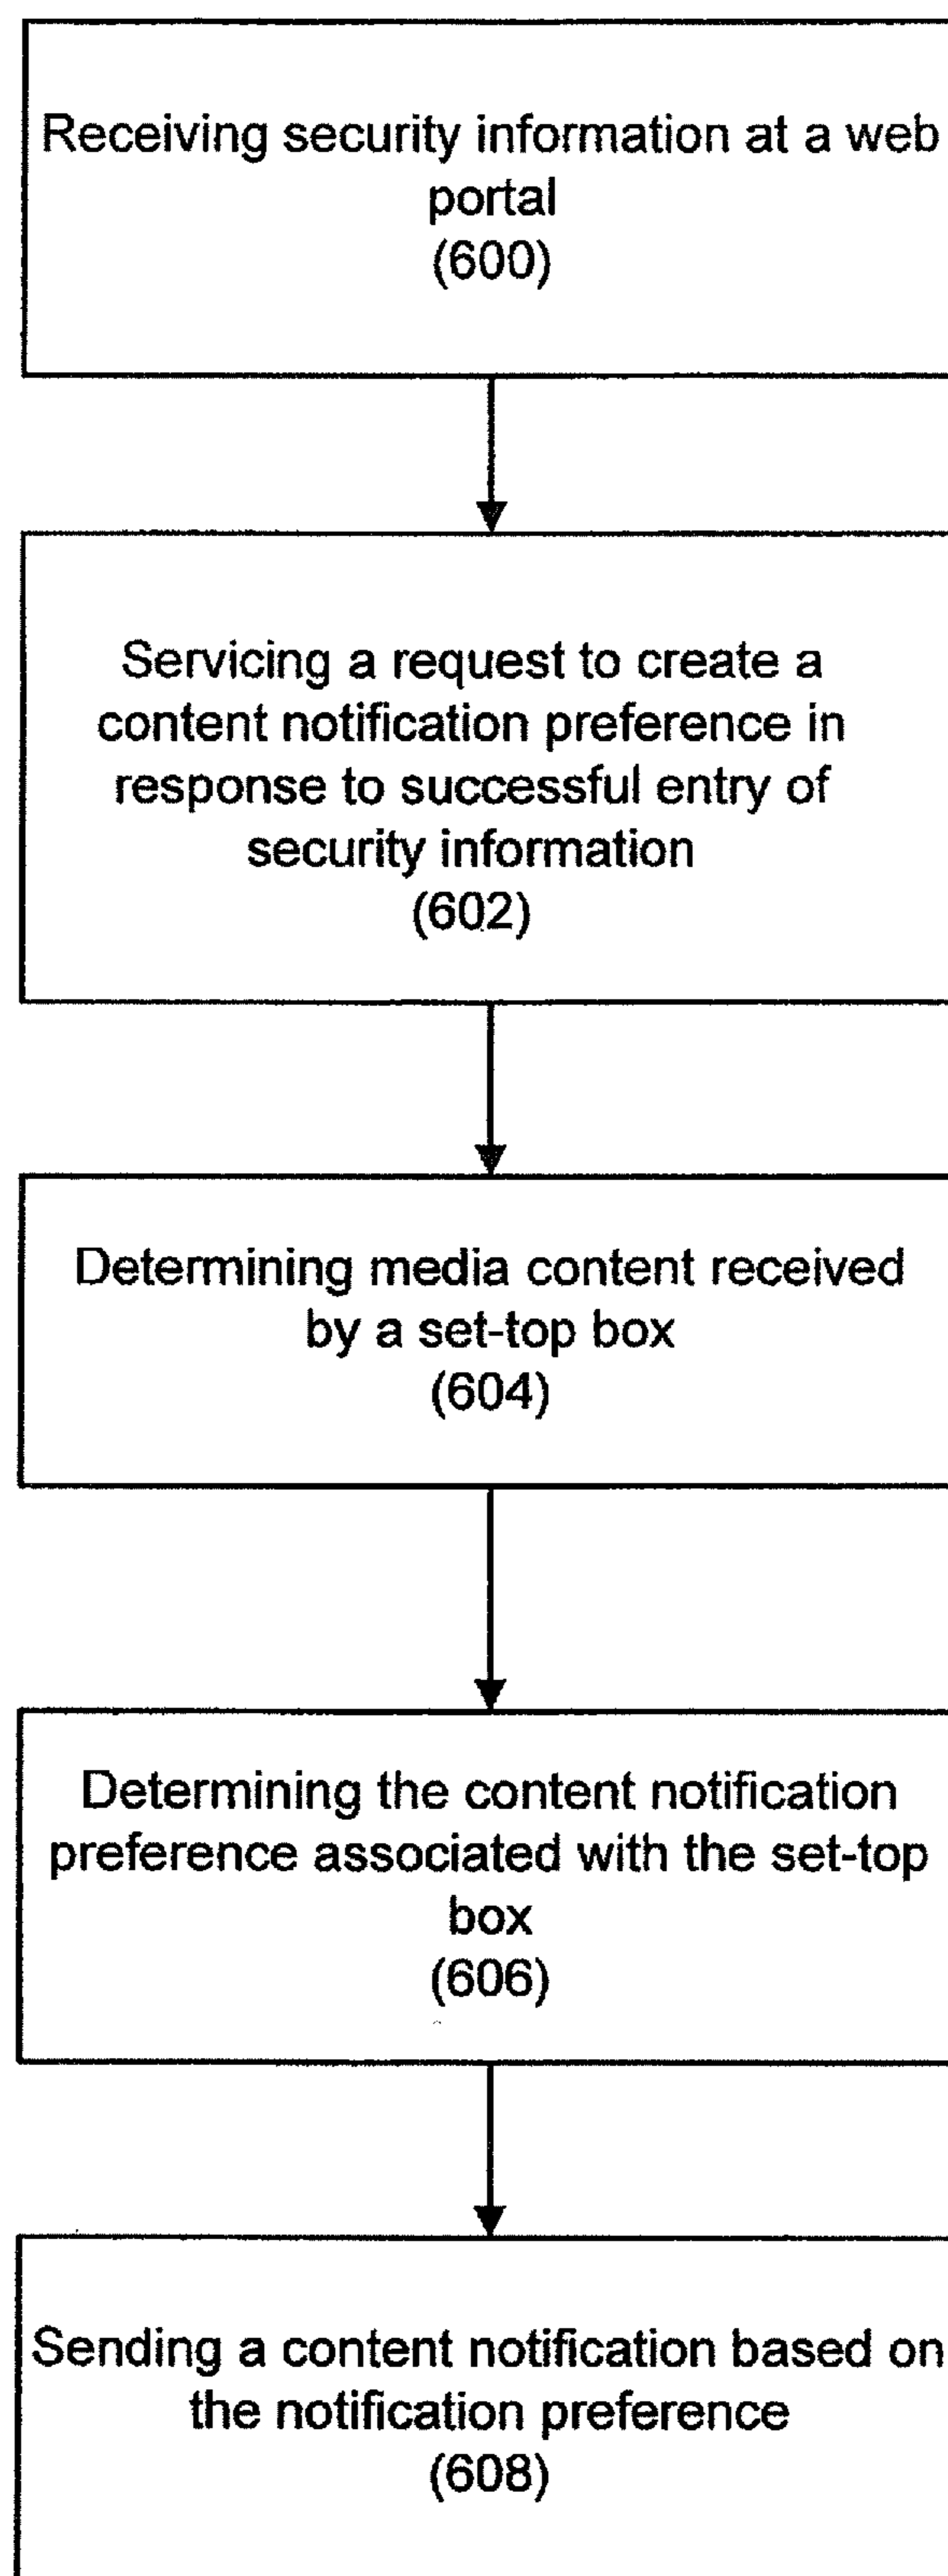 Receiving security information at a web
portal
(600)
Servicing a request to create a
content notification preference in
response to successful entry of
security information
(602)
Determining media content received
by a set-top box
(604)
Determining the content notification
preference associated with the set-top
box
(606)
Sending a content notification based on
the notification preference
(608)